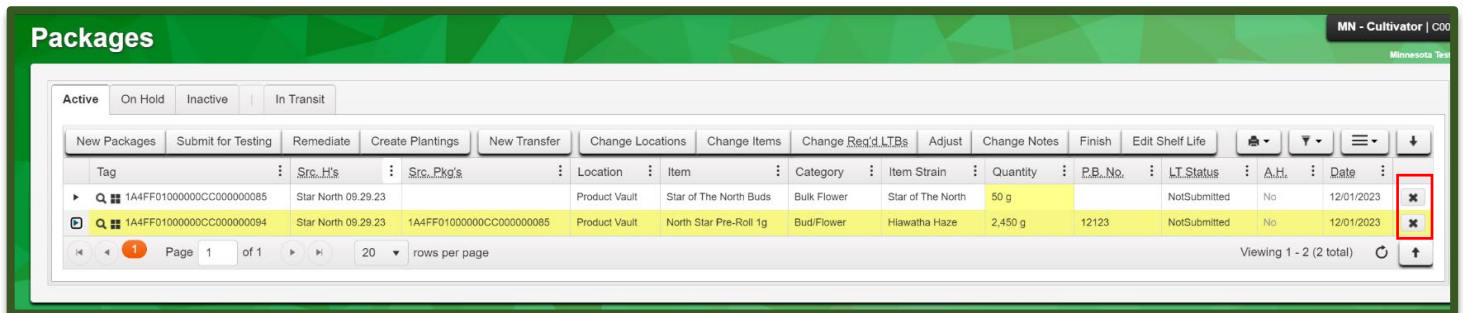 Packages
MN - Cultivator | C00
Minnesota Tes
Active On Hold Inactive | In Transit
New Packages Submit for Testing Remediate Create Plantings New Transfer Change Locations Change Items Change Req'd LTBs Adjust Change Notes Finish Edit Shelf Life
Tag Src. H's Src. Pkg's Location Item Category Item Strain Quantity P.B. No. LT Status A.H. Date
1A4FF01000000CC000000085 Star North 09.29.23 Product Vault Star of The North Buds Bulk Flower Star of The North 50 g NotSubmitted No 12/01/2023
1A4FF01000000CC000000094 Star North 09.29.23 1A4FF01000000CC000000085 Product Vault North Star Pre-Roll 1g Bud/Flower Hiawatha Haze 2,450 g 12123 NotSubmitted No 12/01/2023
1 Page 1 of 1 20 rows per page Viewing 1 - 2 (2 total)